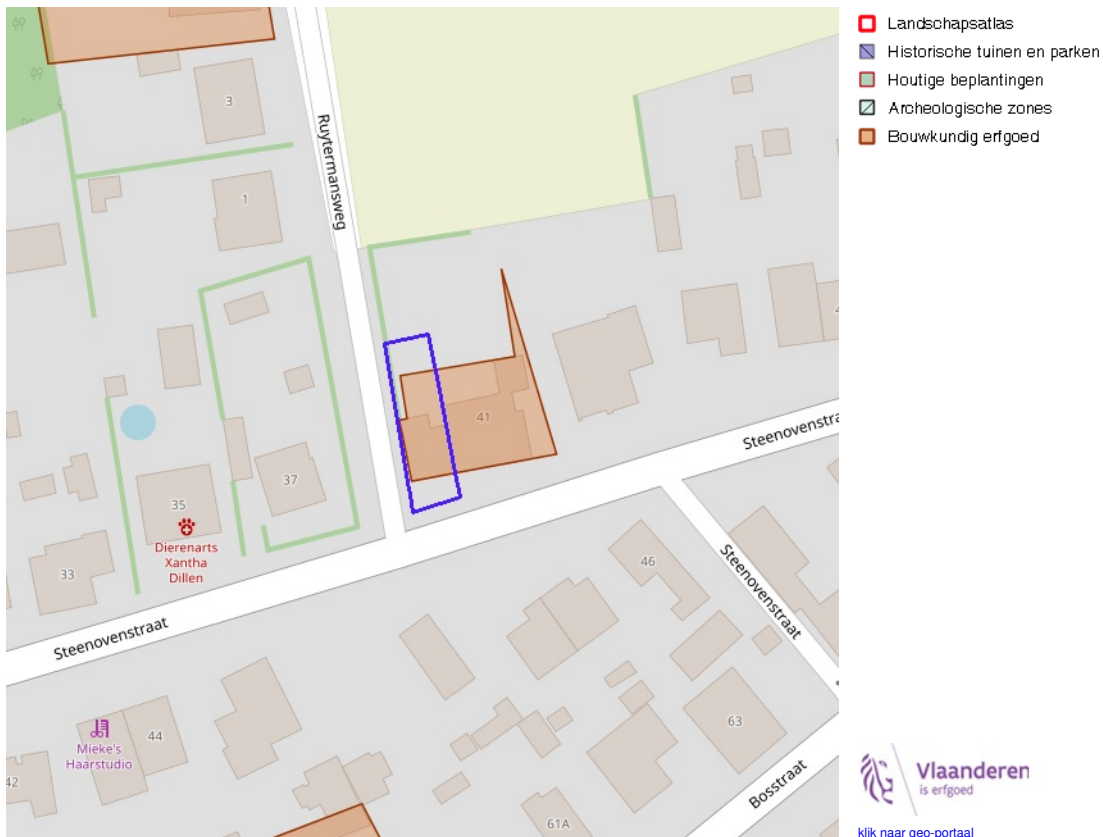 Landschapsatlas
Historische tuinen en parken
Houtige beplantingen
Archeologische zones
Bouwkundig erfgoed
3
Ruytermansweg
1
41
Steenovenstra
37
35
Dierenarts
Xantha
Dillen
33
46
Steenovenstraat
Steenovenstraat
44
Mieke's
Haarstudio
42
63
Bosstraat
61A
Vlaanderen
is erfgoed
klik naar geo-portaal